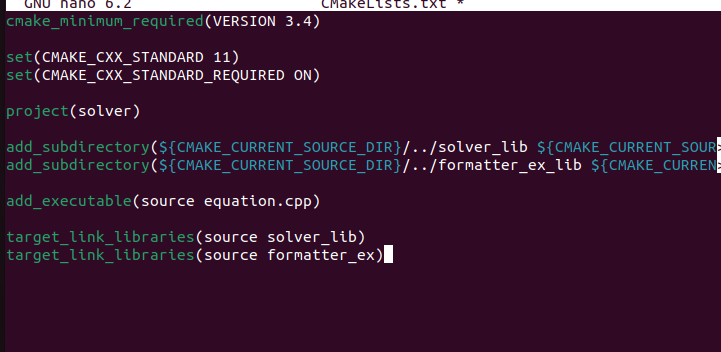 GNU nano 6.2 CMakeLists.txt *
cmake_minimum_required(VERSION 3.4)
set(CMAKE_CXX_STANDARD 11)
set(CMAKE_CXX_STANDARD_REQUIRED ON)
project(solver)
add_subdirectory(${CMAKE_CURRENT_SOURCE_DIR}/../solver_lib ${CMAKE_CURRENT_SOUR>
add_subdirectory(${CMAKE_CURRENT_SOURCE_DIR}/../formatter_ex_lib ${CMAKE_CURREN>
add_executable(source equation.cpp)
target_link_libraries(source solver_lib)
target_link_libraries(source formatter_ex)